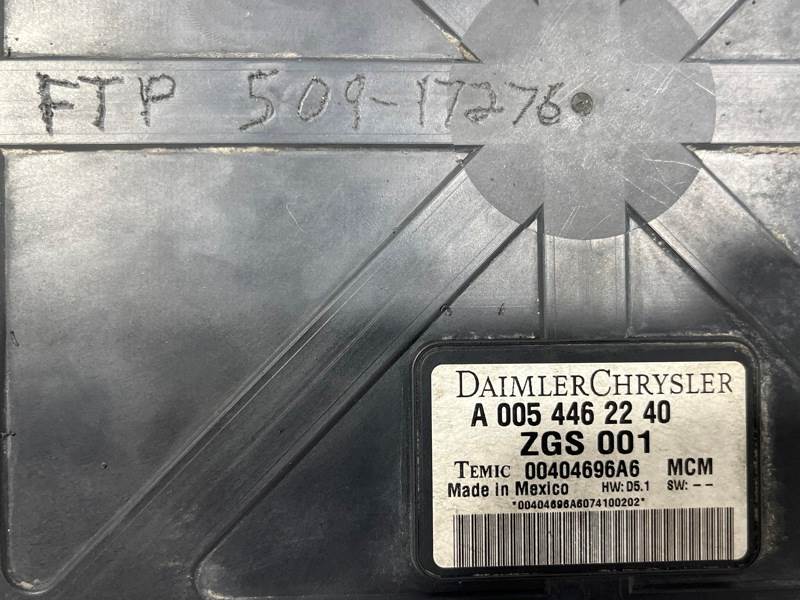 FTP 509-17276
DAIMLERCHRYSLER
A 005 446 22 40
ZGS 001
TEMIC 00404696A6 MCM
Made in Mexico HW: D5.1 SW: --
*00404696A6074100202*